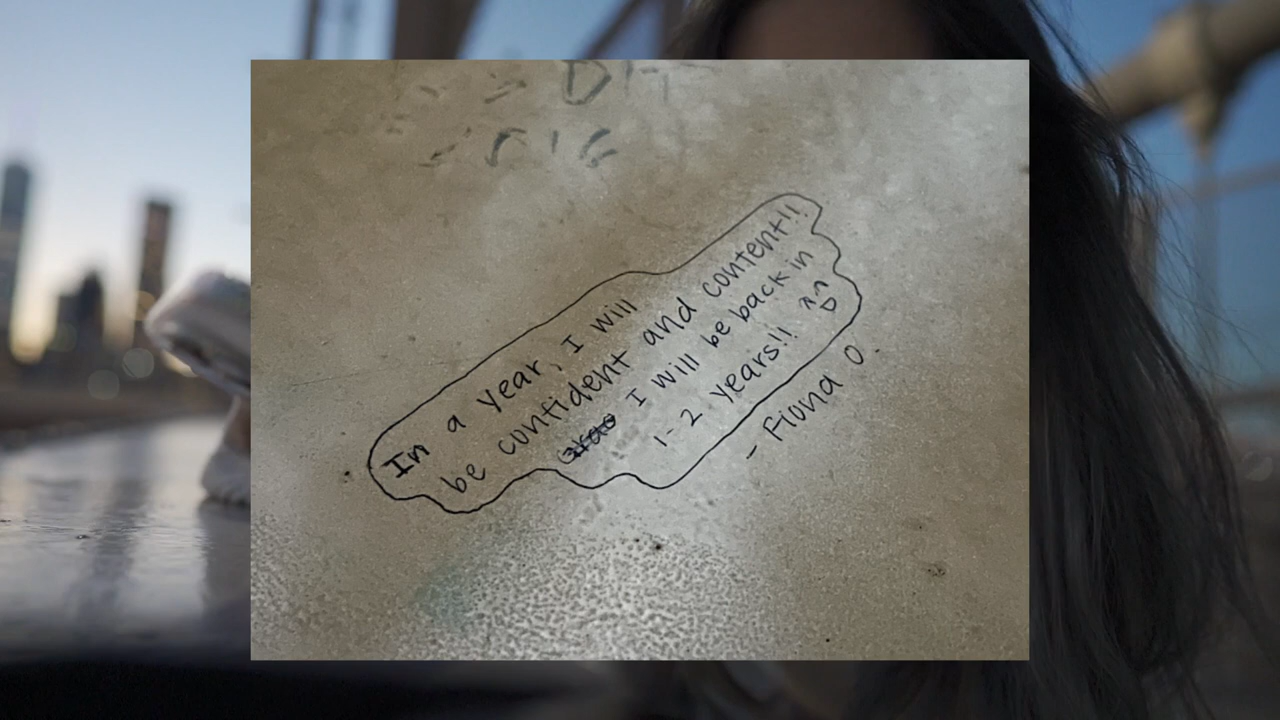 In a year, I will
be confident and content!!
I will be back in
1-2 years!!
- Fiona O.